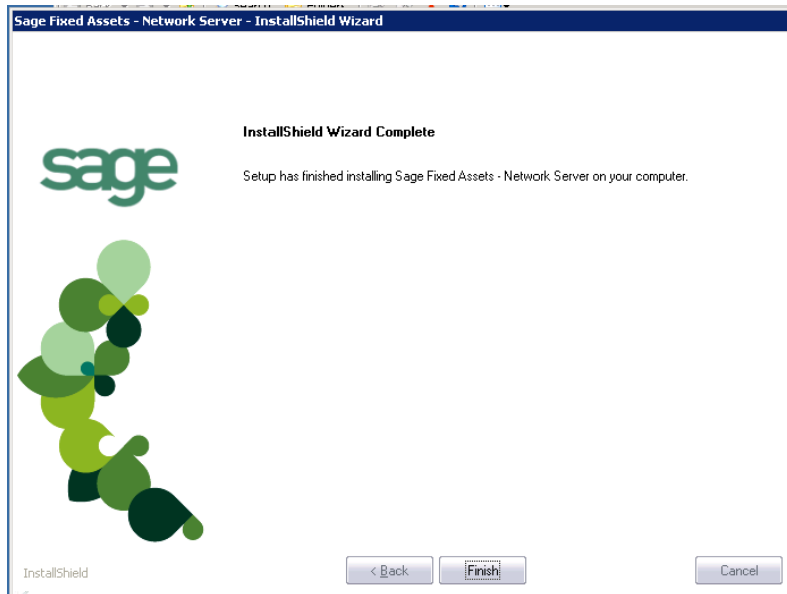 Sage Fixed Assets - Network Server - InstallShield Wizard
InstallShield Wizard Complete
sage
Setup has finished installing Sage Fixed Assets - Network Server on your computer.
InstallShield
< Back
Finish
Cancel